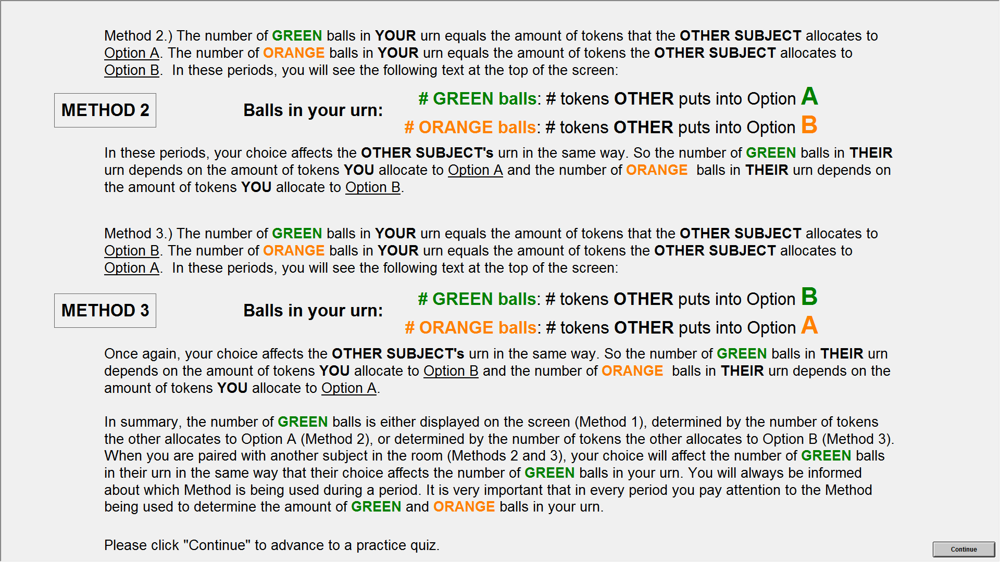 Method 2.) The number of GREEN balls in YOUR urn equals the amount of tokens that the OTHER SUBJECT allocates to
Option A. The number of ORANGE balls in YOUR urn equals the amount of tokens the OTHER SUBJECT allocates to
Option B.  In these periods, you will see the following text at the top of the screen:
METHOD 2
Balls in your urn:
# GREEN balls: # tokens OTHER puts into Option A
# ORANGE balls: # tokens OTHER puts into Option B
In these periods, your choice affects the OTHER SUBJECT's urn in the same way. So the number of GREEN balls in THEIR
urn depends on the amount of tokens YOU allocate to Option A and the number of ORANGE  balls in THEIR urn depends on
the amount of tokens YOU allocate to Option B.
Method 3.) The number of GREEN balls in YOUR urn equals the amount of tokens that the OTHER SUBJECT allocates to
Option B. The number of ORANGE balls in YOUR urn equals the amount of tokens the OTHER SUBJECT allocates to
Option A.  In these periods, you will see the following text at the top of the screen:
METHOD 3
Balls in your urn:
# GREEN balls: # tokens OTHER puts into Option B
# ORANGE balls: # tokens OTHER puts into Option A
Once again, your choice affects the OTHER SUBJECT's urn in the same way. So the number of GREEN balls in THEIR urn
depends on the amount of tokens YOU allocate to Option B and the number of ORANGE  balls in THEIR urn depends on the
amount of tokens YOU allocate to Option A.
In summary, the number of GREEN balls is either displayed on the screen (Method 1), determined by the number of tokens
the other allocates to Option A (Method 2), or determined by the number of tokens the other allocates to Option B (Method 3).
When you are paired with another subject in the room (Methods 2 and 3), your choice will affect the number of GREEN balls
in their urn in the same way that their choice affects the number of GREEN balls in your urn. You will always be informed
about which Method is being used during a period. It is very important that in every period you pay attention to the Method
being used to determine the amount of GREEN and ORANGE balls in your urn.
Please click "Continue" to advance to a practice quiz.
Continue